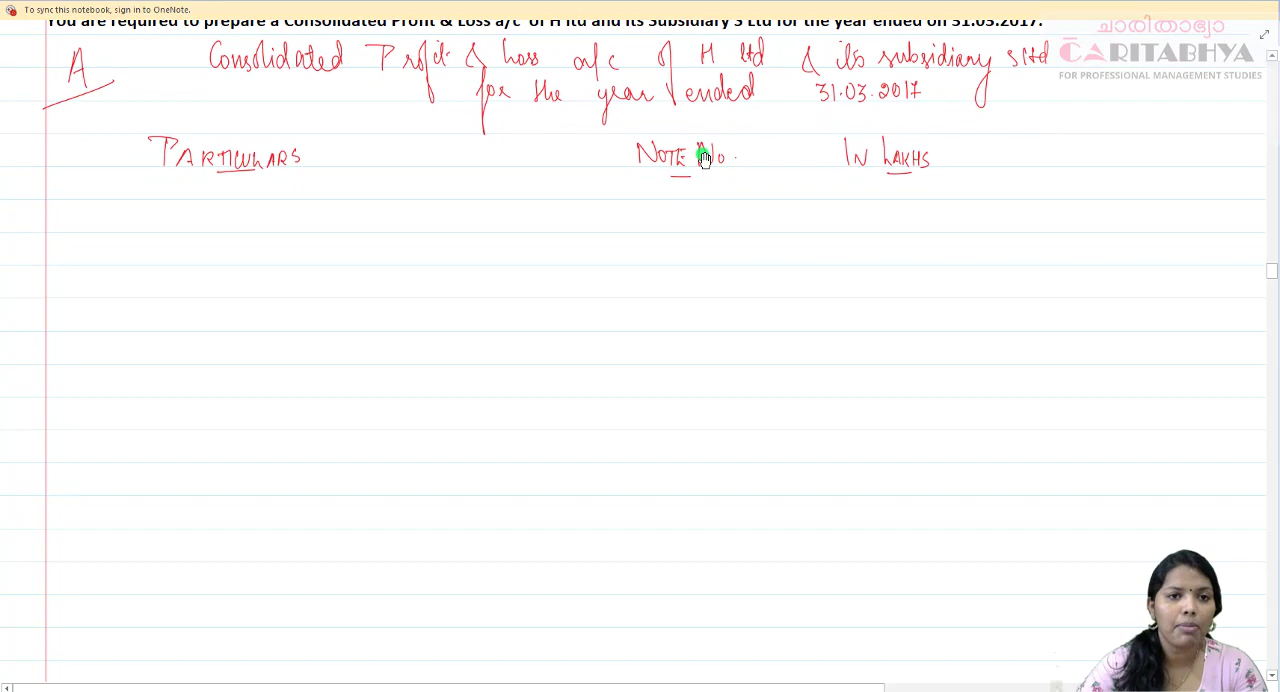 To sync this notebook, sign in to OneNote.
You are required to prepare a Consolidated Profit & Loss a/c of H ltd and its Subsidiary S Ltd for the year ended on 31.03.2017.
ചാരിതാഭ്യാ
CARITABHYA
FOR PROFESSIONAL MANAGEMENT STUDIES
A
Consolidated Profit & Loss a/c of H ltd & its subsidiary s ltd
for the year ended 31.03.2017
PARTICULARS NOTE No. IN LAKHS